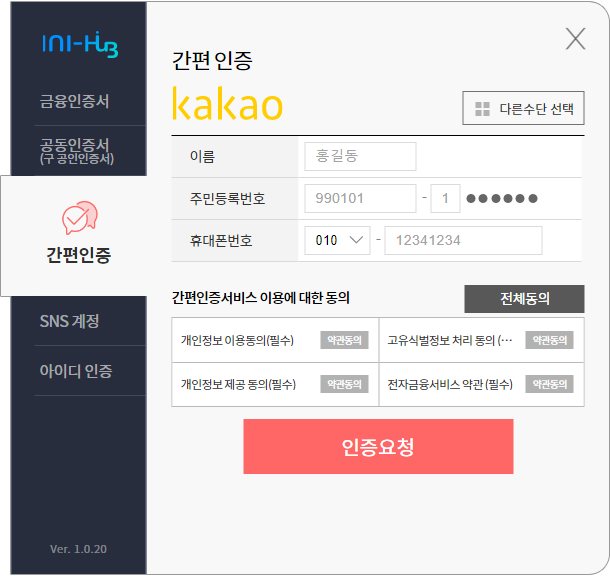 INI-HUB
금융인증서
공동인증서
(구 공인인증서)
간편인증
SNS 계정
아이디 인증
Ver. 1.0.20
간편 인증
kakao
다른수단 선택
이름
홍길동
주민등록번호
990101 - 1 ●●●●●●
휴대폰번호
010 - 12341234
간편인증서비스 이용에 대한 동의
전체동의
개인정보 이용동의(필수) 약관동의
고유식별정보 처리 동의 (··· 약관동의
개인정보 제공 동의(필수) 약관동의
전자금융서비스 약관 (필수) 약관동의
인증요청